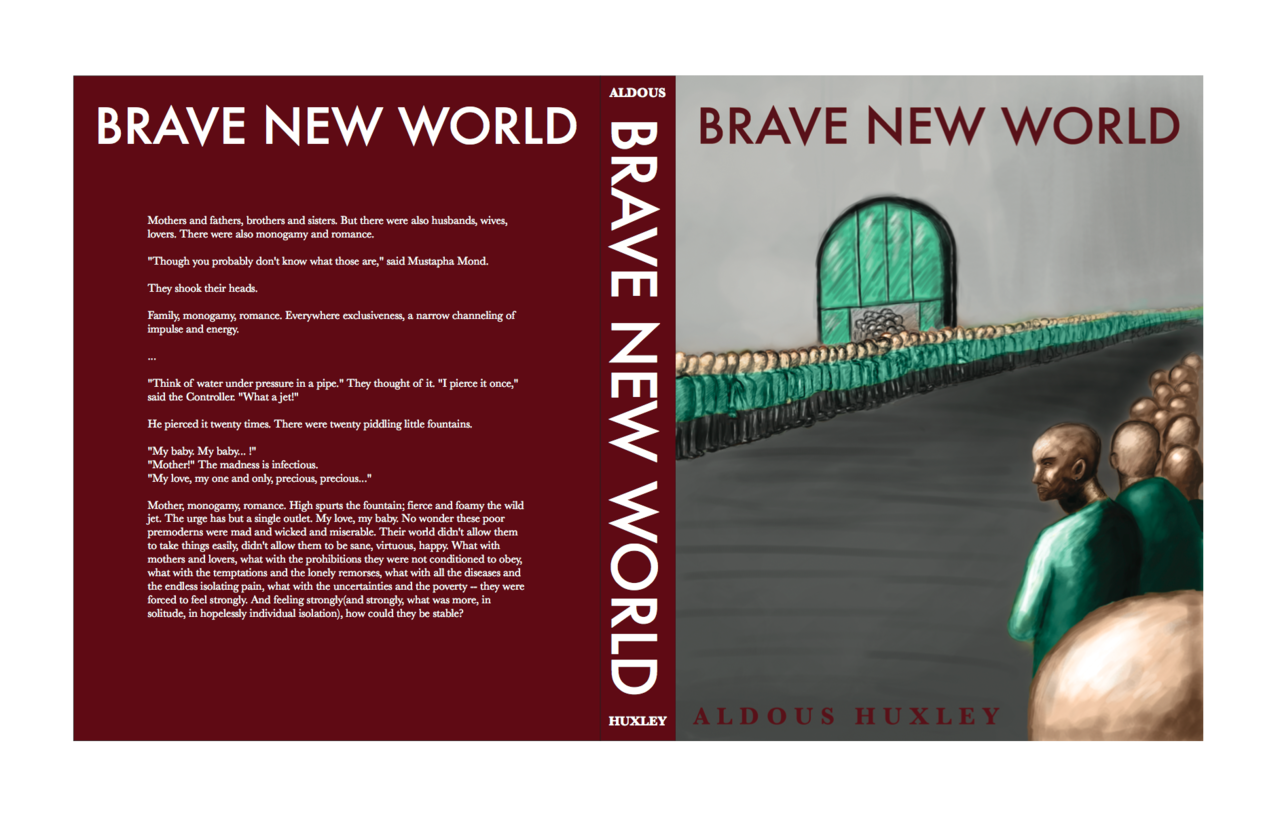 BRAVE NEW WORLD
Mothers and fathers, brothers and sisters. But there were also husbands, wives,
lovers. There were also monogamy and romance.
"Though you probably don't know what those are," said Mustapha Mond.
They shook their heads.
Family, monogamy, romance. Everywhere exclusiveness, a narrow channeling of
impulse and energy.
...
"Think of water under pressure in a pipe." They thought of it. "I pierce it once,"
said the Controller. "What a jet!"
He pierced it twenty times. There were twenty piddling little fountains.
"My baby. My baby... !"
"Mother!" The madness is infectious.
"My love, my one and only, precious, precious..."
Mother, monogamy, romance. High spurts the fountain; fierce and foamy the wild
jet. The urge has but a single outlet. My love, my baby. No wonder these poor
premoderns were mad and wicked and miserable. Their world didn't allow them
to take things easily, didn't allow them to be sane, virtuous, happy. What with
mothers and lovers, what with the prohibitions they were not conditioned to obey,
what with the temptations and the lonely remorses, what with all the diseases and
the endless isolating pain, what with the uncertainties and the poverty -- they were
forced to feel strongly. And feeling strongly(and strongly, what was more, in
solitude, in hopelessly individual isolation), how could they be stable?
ALDOUS
BRAVE NEW WORLD
HUXLEY
BRAVE NEW WORLD
ALDOUS HUXLEY